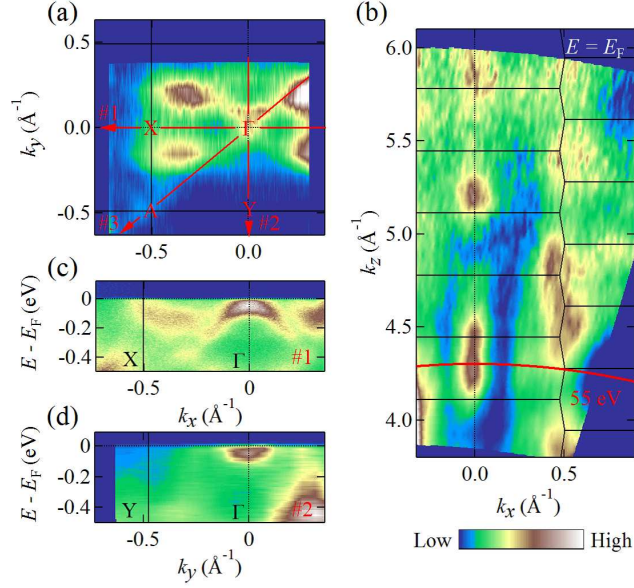 (a)
0.5
0.0
-0.5
k_y (Å⁻¹)
#1
X
Γ
#3
A
Y
#2
-0.5
0.0
(b)
6.0
5.5
5.0
4.5
4.0
k_z (Å⁻¹)
E = E_F
55 eV
0.0
0.5
k_x (Å⁻¹)
(c)
0
-0.2
-0.4
E - E_F (eV)
X
Γ
#1
-0.5
0
k_x (Å⁻¹)
(d)
0
-0.2
-0.4
E - E_F (eV)
Y
Γ
#2
-0.5
0
k_y (Å⁻¹)
Low
High